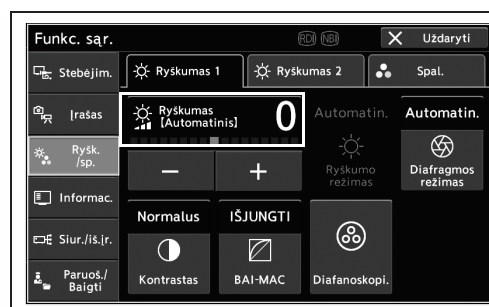 Funkc. sąr.
RDI NBI
Uždaryti
Stebėjim.
Ryškumas 1
Ryškumas 2
Spal.
Įrašas
Ryškumas
[Automatinis]
0
Automatin.
Automatin.
Ryšk.
/sp.
Ryškumo
režimas
Diafragmos
režimas
Informac.
Normalus
IŠJUNGTI
Siur./iš.įr.
Paruoš./
Baigti
Kontrastas
BAI-MAC
Diafanoskopi.